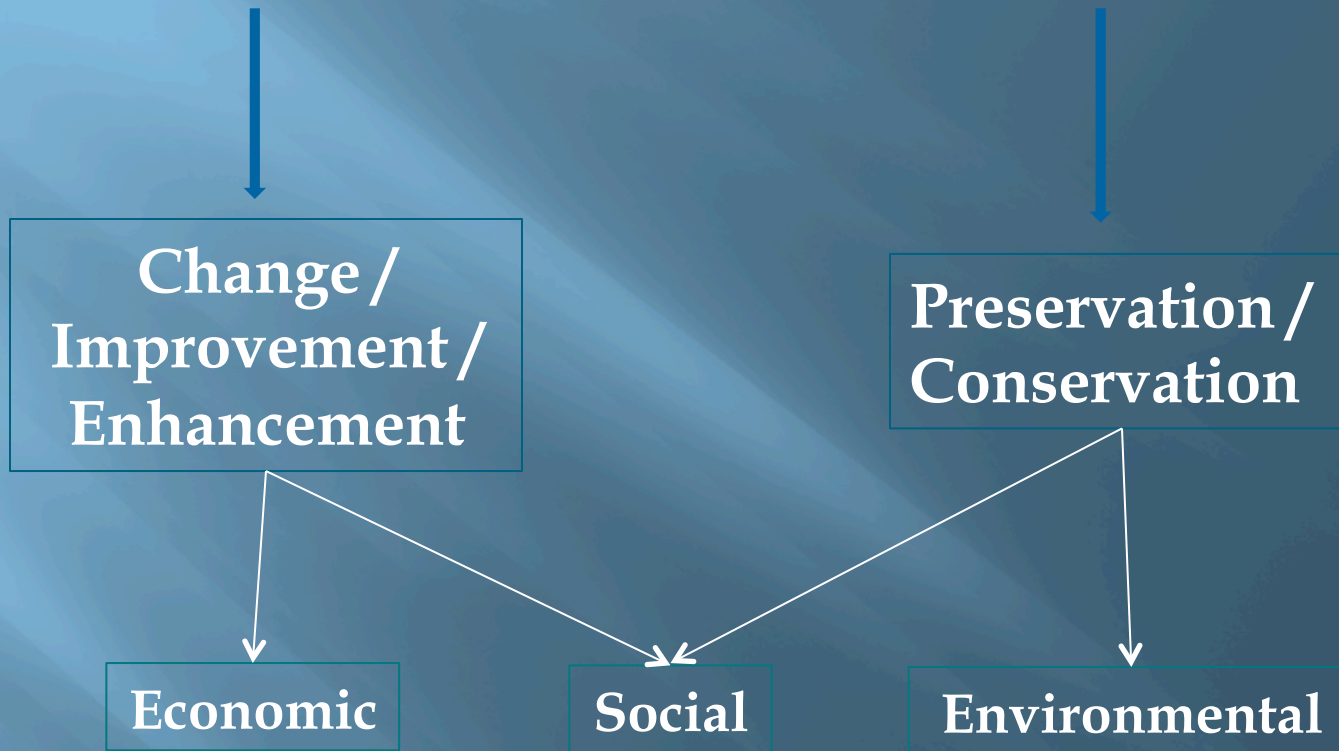 Change /
Improvement /
Enhancement
Preservation /
Conservation
Economic
Social
Environmental